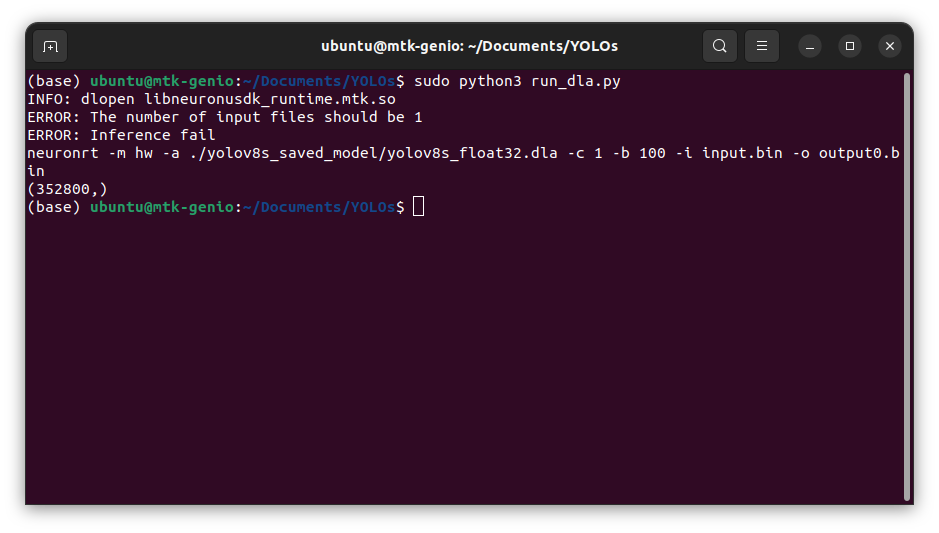 ubuntu@mtk-genio: ~/Documents/YOLOs
(base) ubuntu@mtk-genio:~/Documents/YOLOs$ sudo python3 run_dla.py
INFO: dlopen libneuronusdk_runtime.mtk.so
ERROR: The number of input files should be 1
ERROR: Inference fail
neuronrt -m hw -a ./yolov8s_saved_model/yolov8s_float32.dla -c 1 -b 100 -i input.bin -o output0.b
in
(352800,)
(base) ubuntu@mtk-genio:~/Documents/YOLOs$